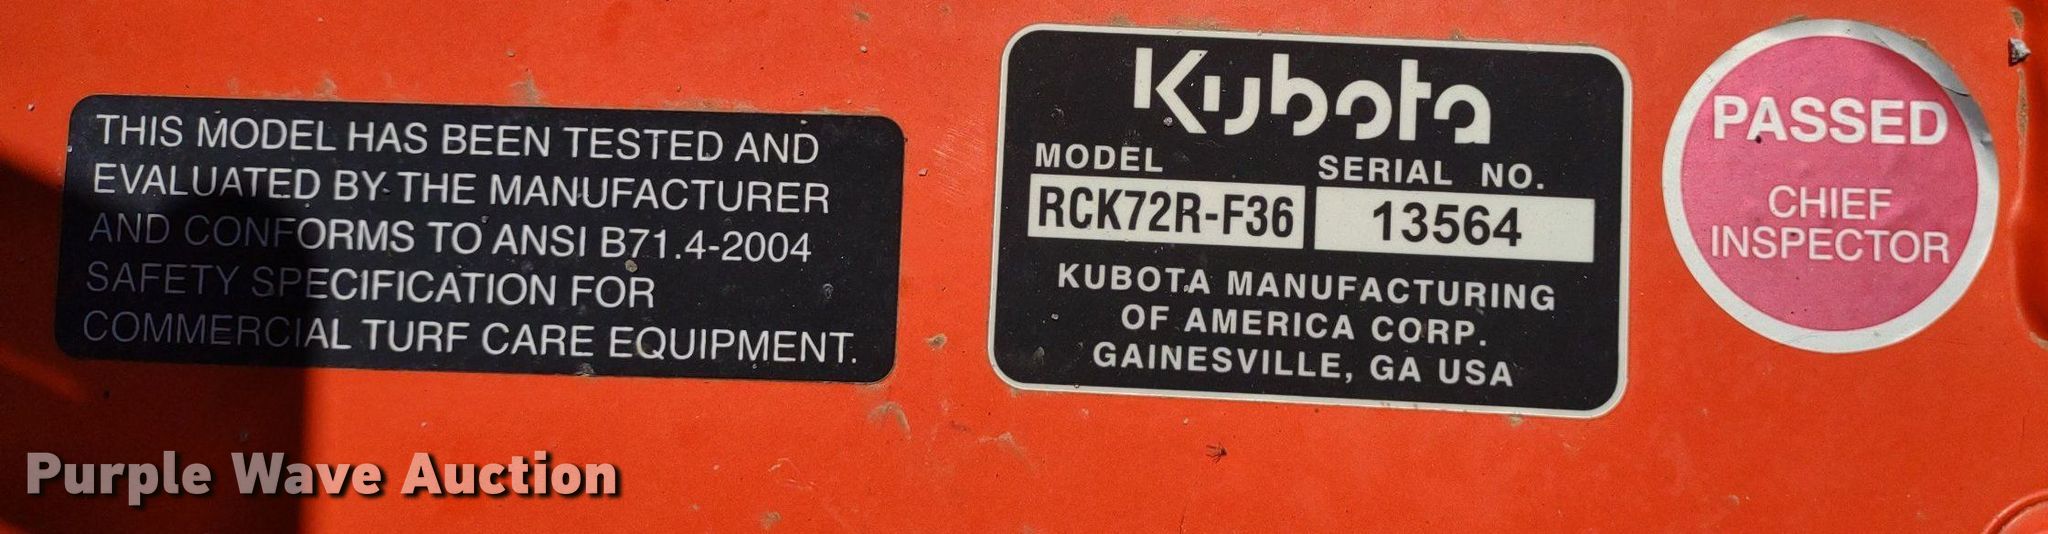 THIS MODEL HAS BEEN TESTED AND
EVALUATED BY THE MANUFACTURER
AND CONFORMS TO ANSI B71.4-2004
SAFETY SPECIFICATION FOR
COMMERCIAL TURF CARE EQUIPMENT.
Kubota
MODEL SERIAL NO.
RCK72R-F36 13564
KUBOTA MANUFACTURING
OF AMERICA CORP.
GAINESVILLE, GA USA
PASSED
CHIEF
INSPECTOR
Purple Wave Auction